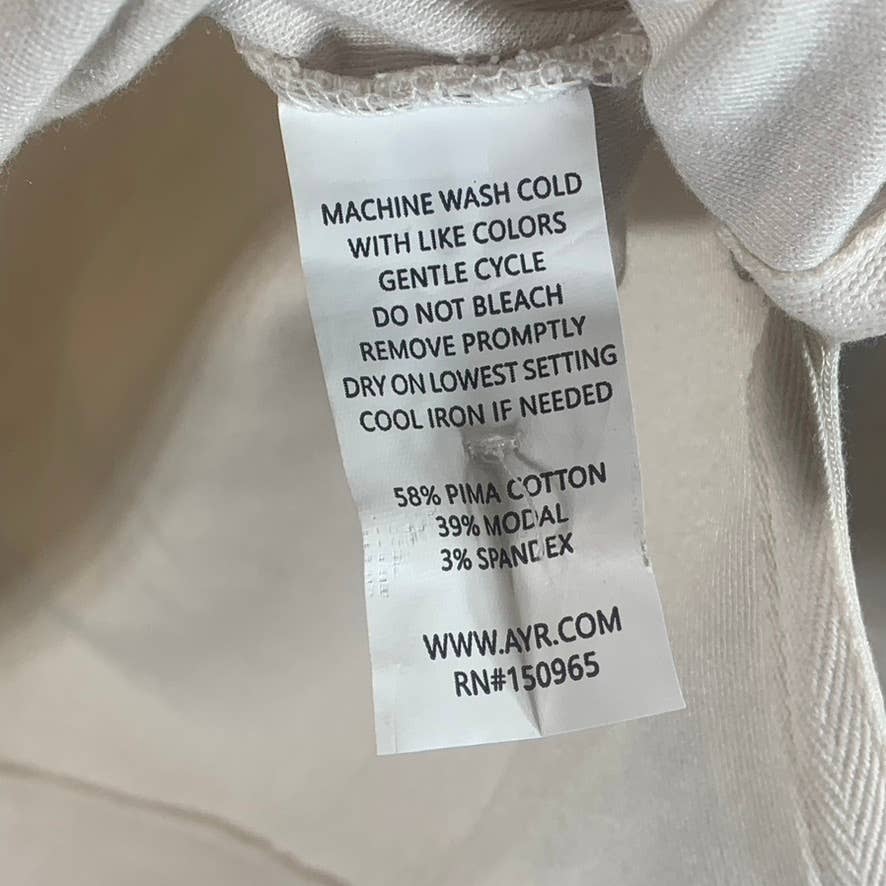 MACHINE WASH COLD
WITH LIKE COLORS
GENTLE CYCLE
DO NOT BLEACH
REMOVE PROMPTLY
DRY ON LOWEST SETTING
COOL IRON IF NEEDED
58% PIMA COTTON
39% MODAL
3% SPANDEX
WWW.AYR.COM
RN#150965